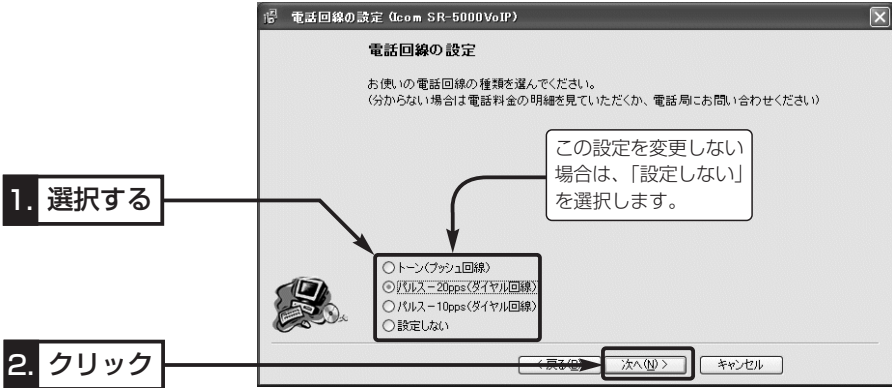 電話回線の設定 (Icom SR-5000VoIP)
電話回線の設定
お使いの電話回線の種類を選んでください。
(分からない場合は電話料金の明細を見ていただくか、電話局にお問い合わせください)
この設定を変更しない
場合は、「設定しない」
を選択します。
1. 選択する
トーン(プッシュ回線)
パルス－20pps(ダイヤル回線)
パルス－10pps(ダイヤル回線)
設定しない
2. クリック
< 戻る(B)
次へ(N) >
キャンセル